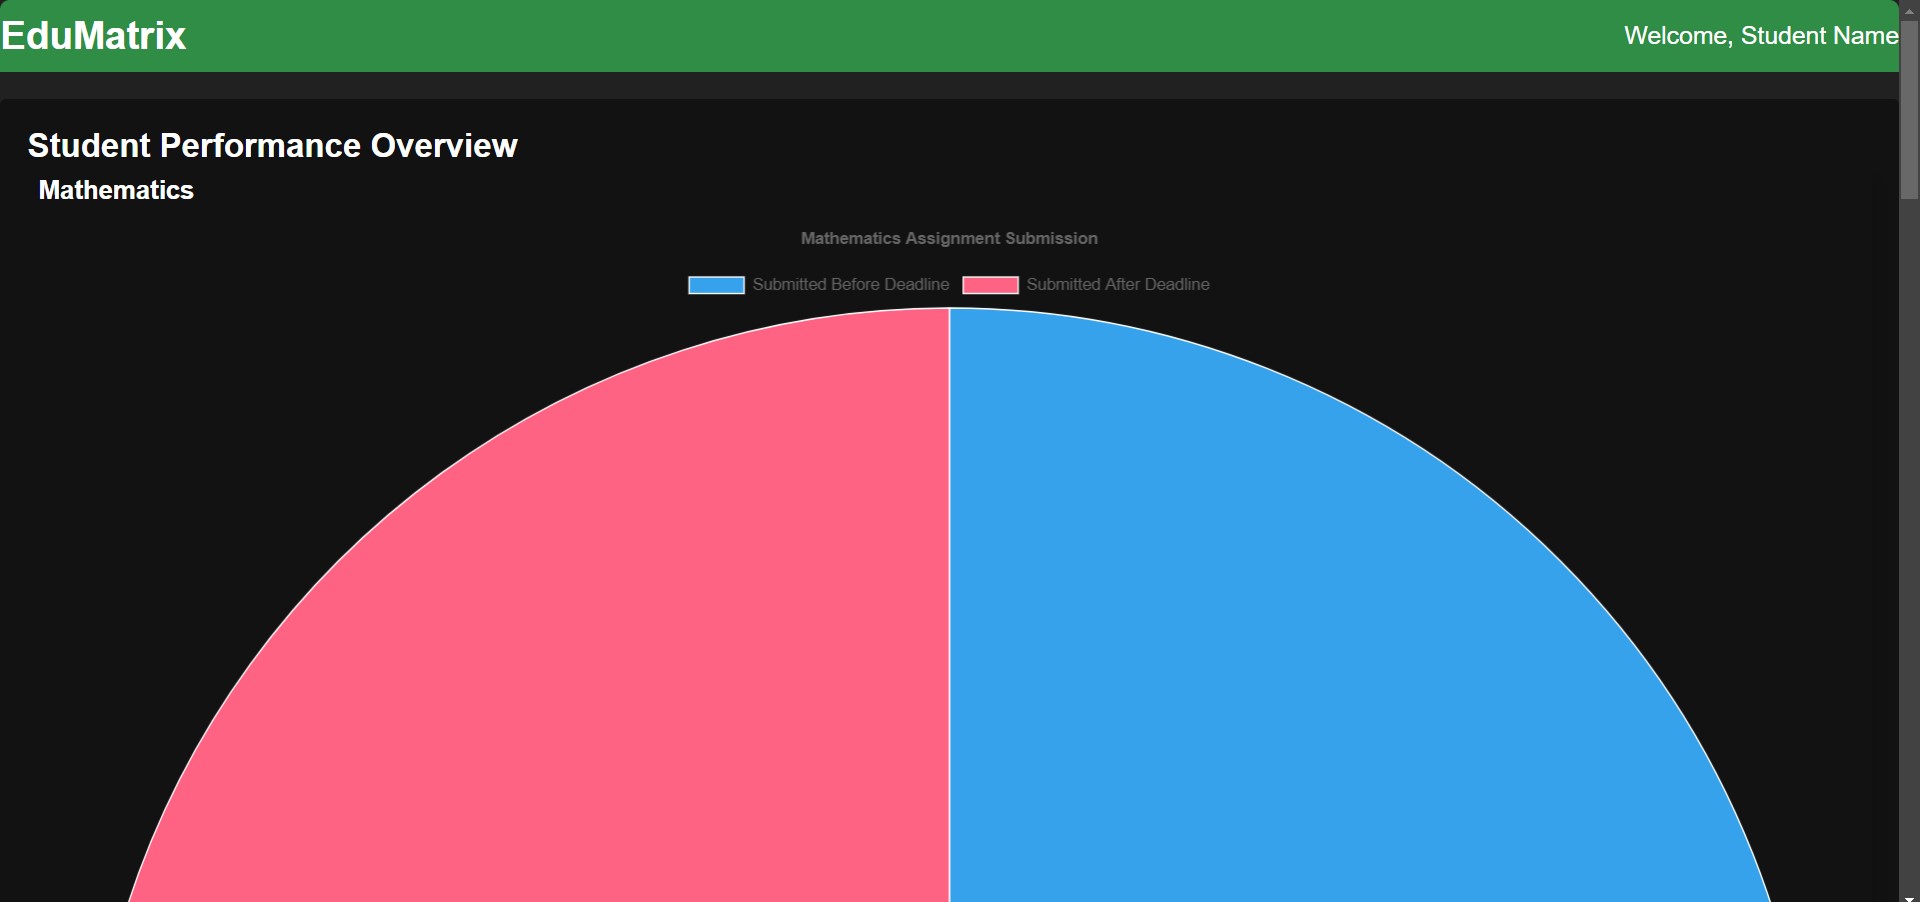 EduMatrix
Welcome, Student Name
Student Performance Overview
Mathematics
Mathematics Assignment Submission
Submitted Before Deadline
Submitted After Deadline